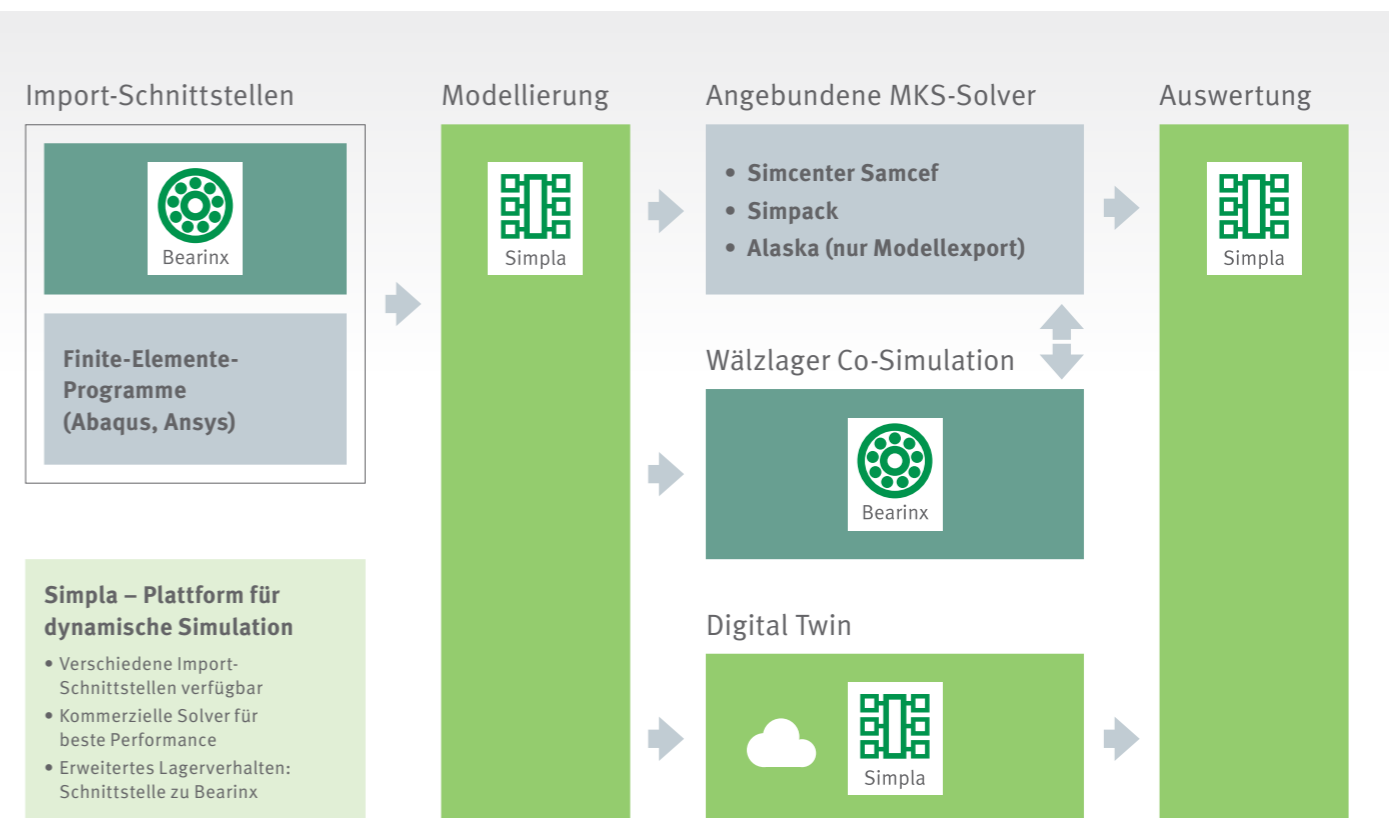 Import-Schnittstellen
Bearinx
Finite-Elemente-
Programme
(Abaqus, Ansys)
Simpla – Plattform für
dynamische Simulation
• Verschiedene Import-
Schnittstellen verfügbar
• Kommerzielle Solver für
beste Performance
• Erweitertes Lagerverhalten:
Schnittstelle zu Bearinx
Modellierung
Simpla
Angebundene MKS-Solver
• Simcenter Samcef
• Simpack
• Alaska (nur Modellexport)
Wälzlager Co-Simulation
Bearinx
Digital Twin
Simpla
Auswertung
Simpla